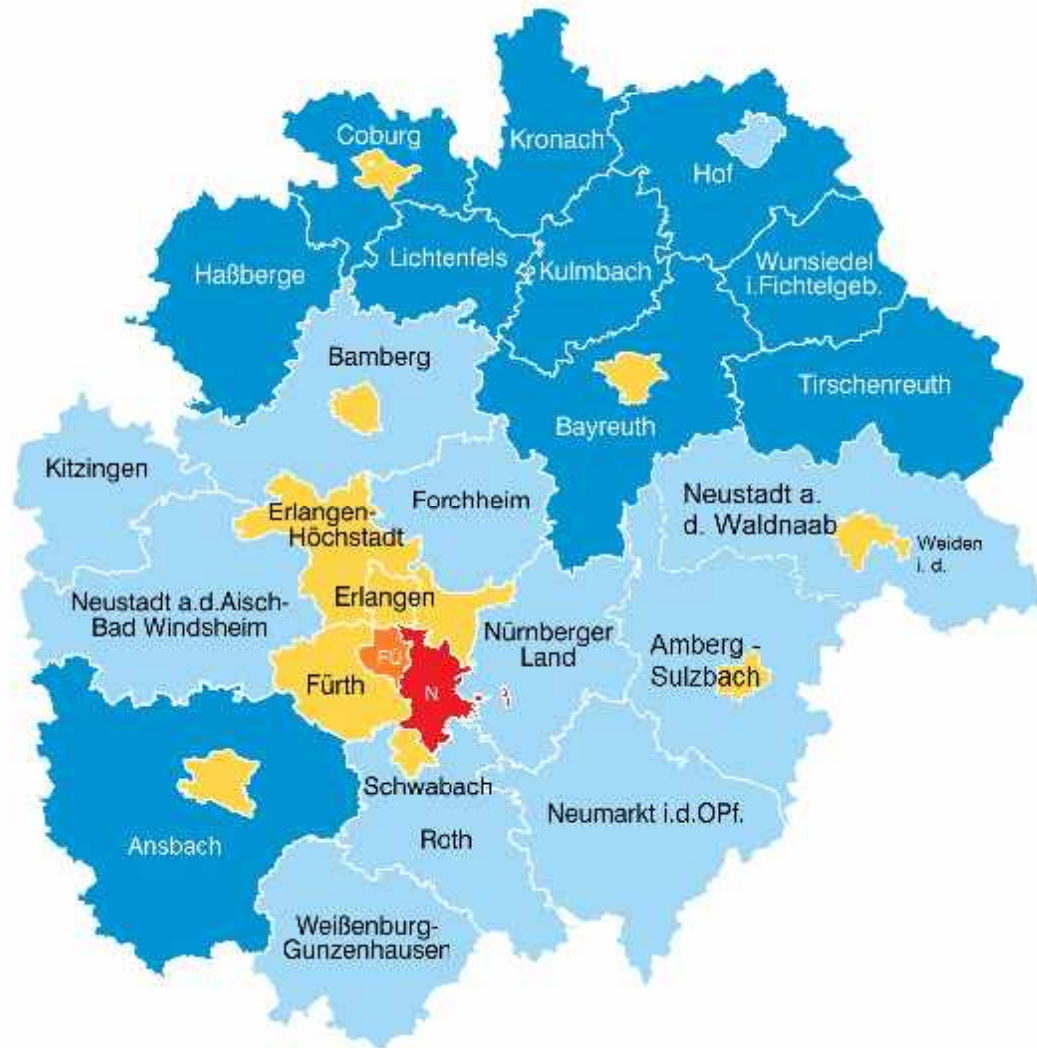 Coburg
Kronach
Hof
Haßberge
Lichtenfels
Kulmbach
Wunsiedel
i.Fichtelgeb.
Bamberg
Bayreuth
Tirschenreuth
Kitzingen
Erlangen-
Höchstadt
Forchheim
Neustadt a.
d. Waldnaab
Weiden
i. d.
Neustadt a.d.Aisch-
Bad Windsheim
Erlangen
Nürnberger
Land
Amberg -
Sulzbach
FÜ
Fürth
N
Schwabach
Neumarkt i.d.OPf.
Roth
Ansbach
Weißenburg-
Gunzenhausen